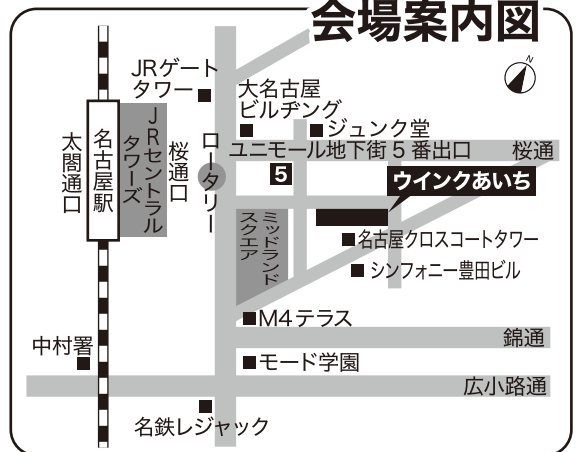 会場案内図
N
JRゲート
タワー
大名古屋
ビルヂング
ジュンク堂
ユニモール地下街5番出口
桜通
5
ウインクあいち
太閤通口
名古屋駅
JRセントラル
タワーズ
桜通口
ロータリー
ミッドランド
スクエア
名古屋クロスコートタワー
シンフォニー豊田ビル
M4テラス
錦通
中村署
モード学園
広小路通
名鉄レジャック